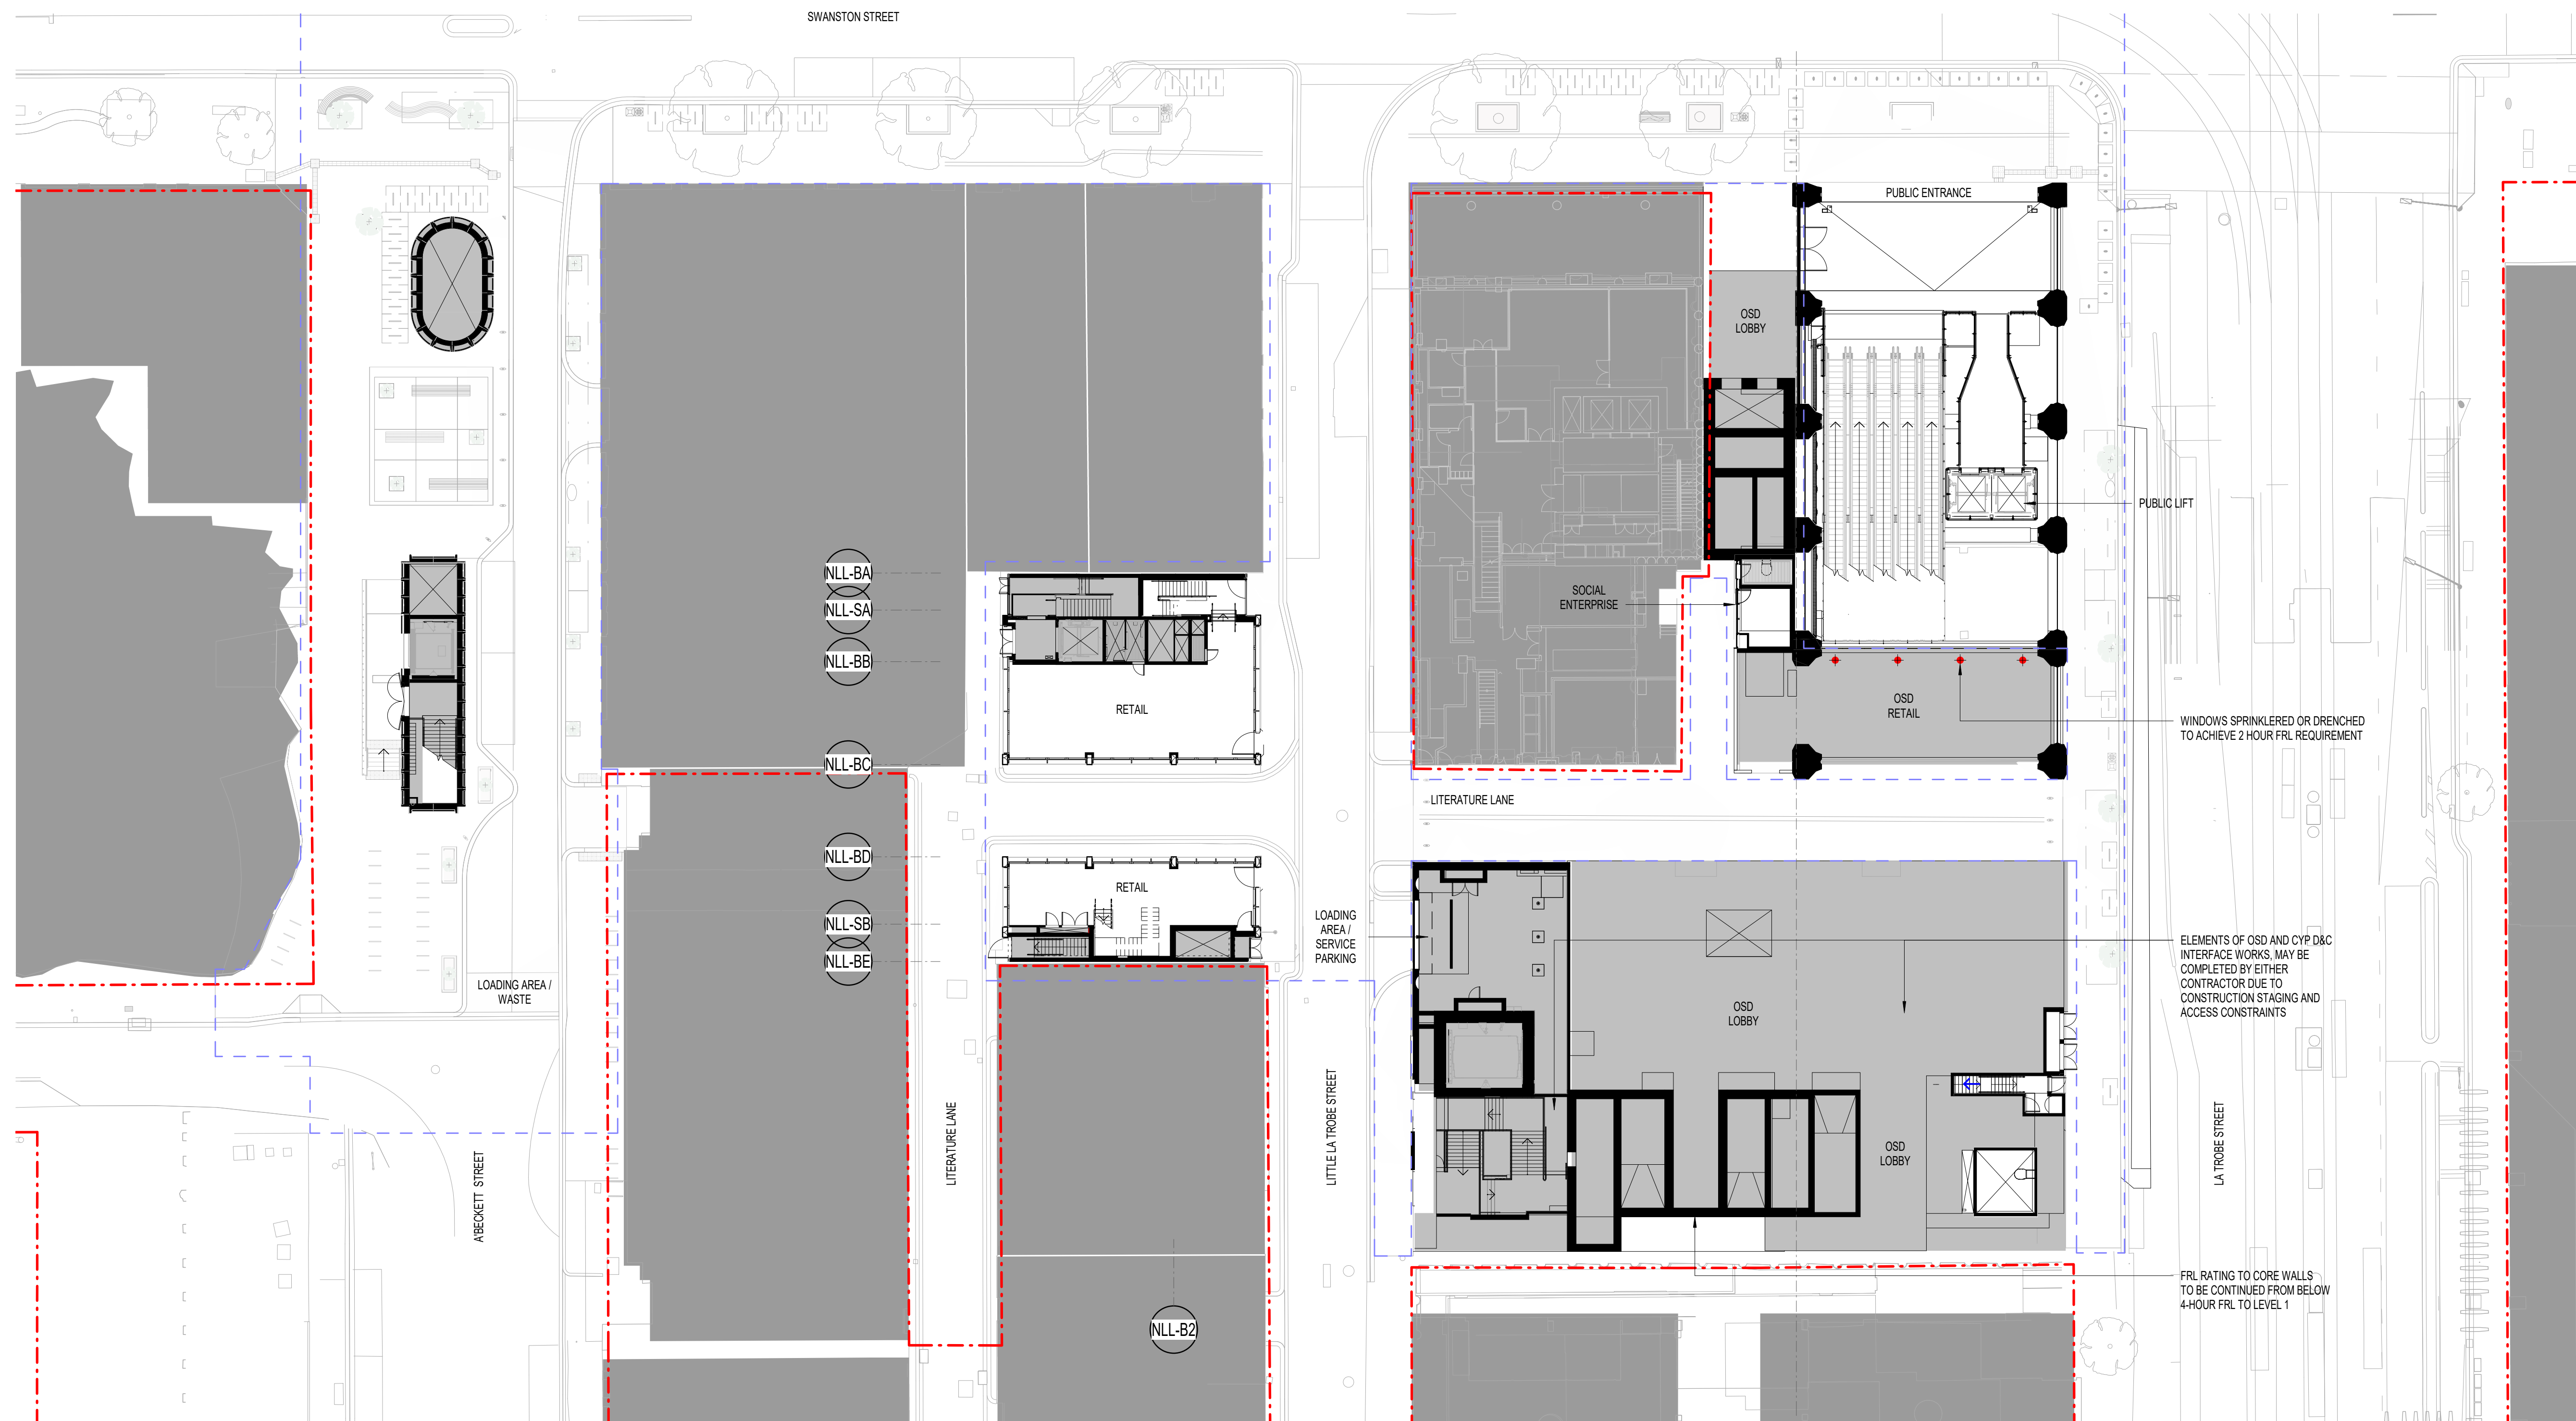 SWANSTON STREET
PUBLIC ENTRANCE
OSD
LOBBY
PUBLIC LIFT
NLL-BA
NLL-SA
NLL-BB
NLL-BC
NLL-BD
NLL-SB
NLL-BE
SOCIAL
ENTERPRISE
RETAIL
OSD
RETAIL
WINDOWS SPRINKLERED OR DRENCHED
TO ACHIEVE 2 HOUR FRL REQUIREMENT
LITERATURE LANE
RETAIL
LOADING
AREA /
SERVICE
PARKING
ELEMENTS OF OSD AND CYP D&C
INTERFACE WORKS, MAY BE
COMPLETED BY EITHER
CONTRACTOR DUE TO
CONSTRUCTION STAGING AND
ACCESS CONSTRAINTS
LOADING AREA /
WASTE
OSD
LOBBY
A'BECKETT STREET
LITERATURE LANE
LITTLE LA TROBE STREET
OSD
LOBBY
LA TROBE STREET
FRL RATING TO CORE WALLS
TO BE CONTINUED FROM BELOW
4-HOUR FRL TO LEVEL 1
NLL-B2